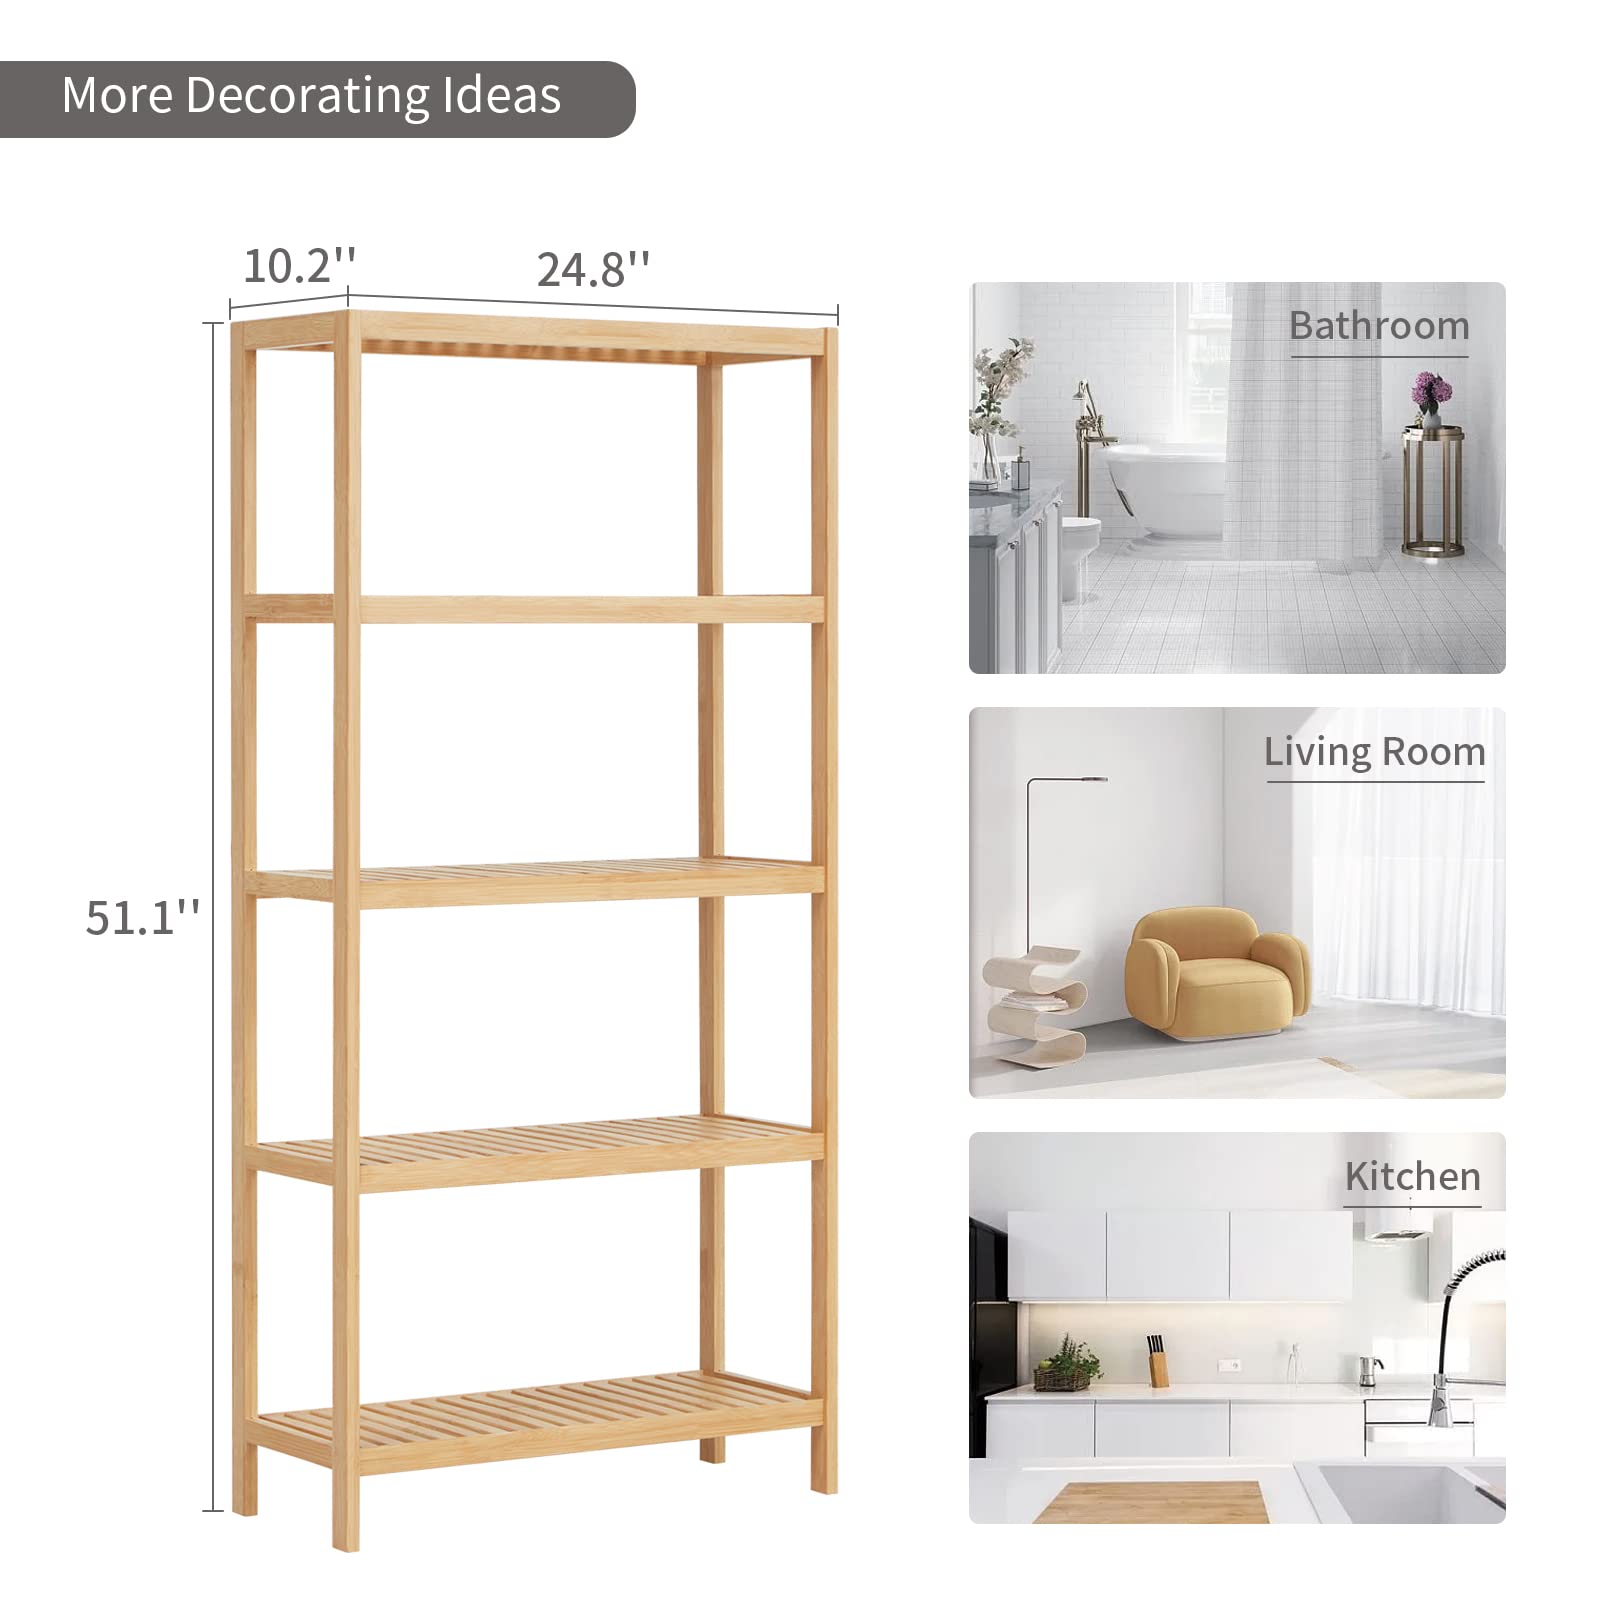 More Decorating Ideas
10.2''
24.8''
51.1''
Bathroom
Living Room
Kitchen